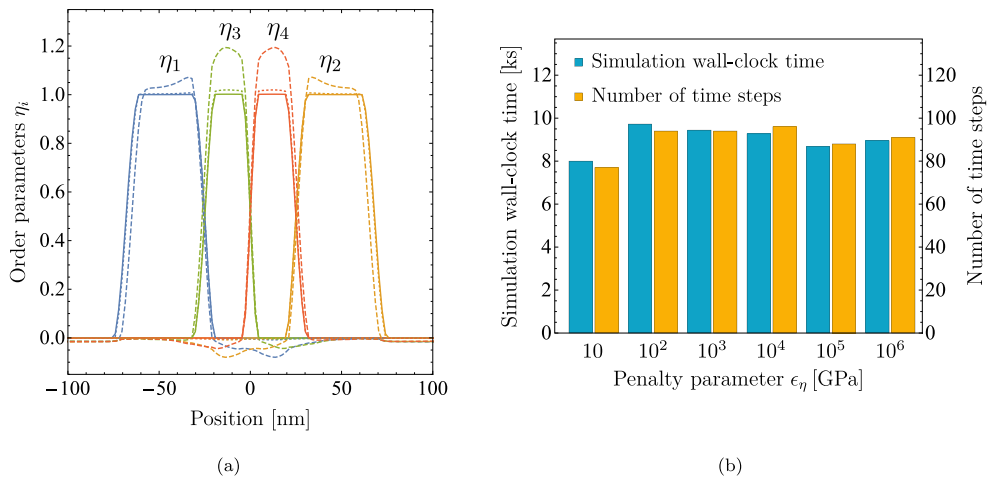 η1
η3
η4
η2
1.2
1.0
0.8
0.6
0.4
0.2
0.0
Order parameters ηi
−100
−50
0
50
100
Position [nm]
(a)
Simulation wall-clock time
Number of time steps
12
10
8
6
4
2
0
Simulation wall-clock time [ks]
120
100
80
60
40
20
0
Number of time steps
10
10²
10³
10⁴
10⁵
10⁶
Penalty parameter ϵη [GPa]
(b)